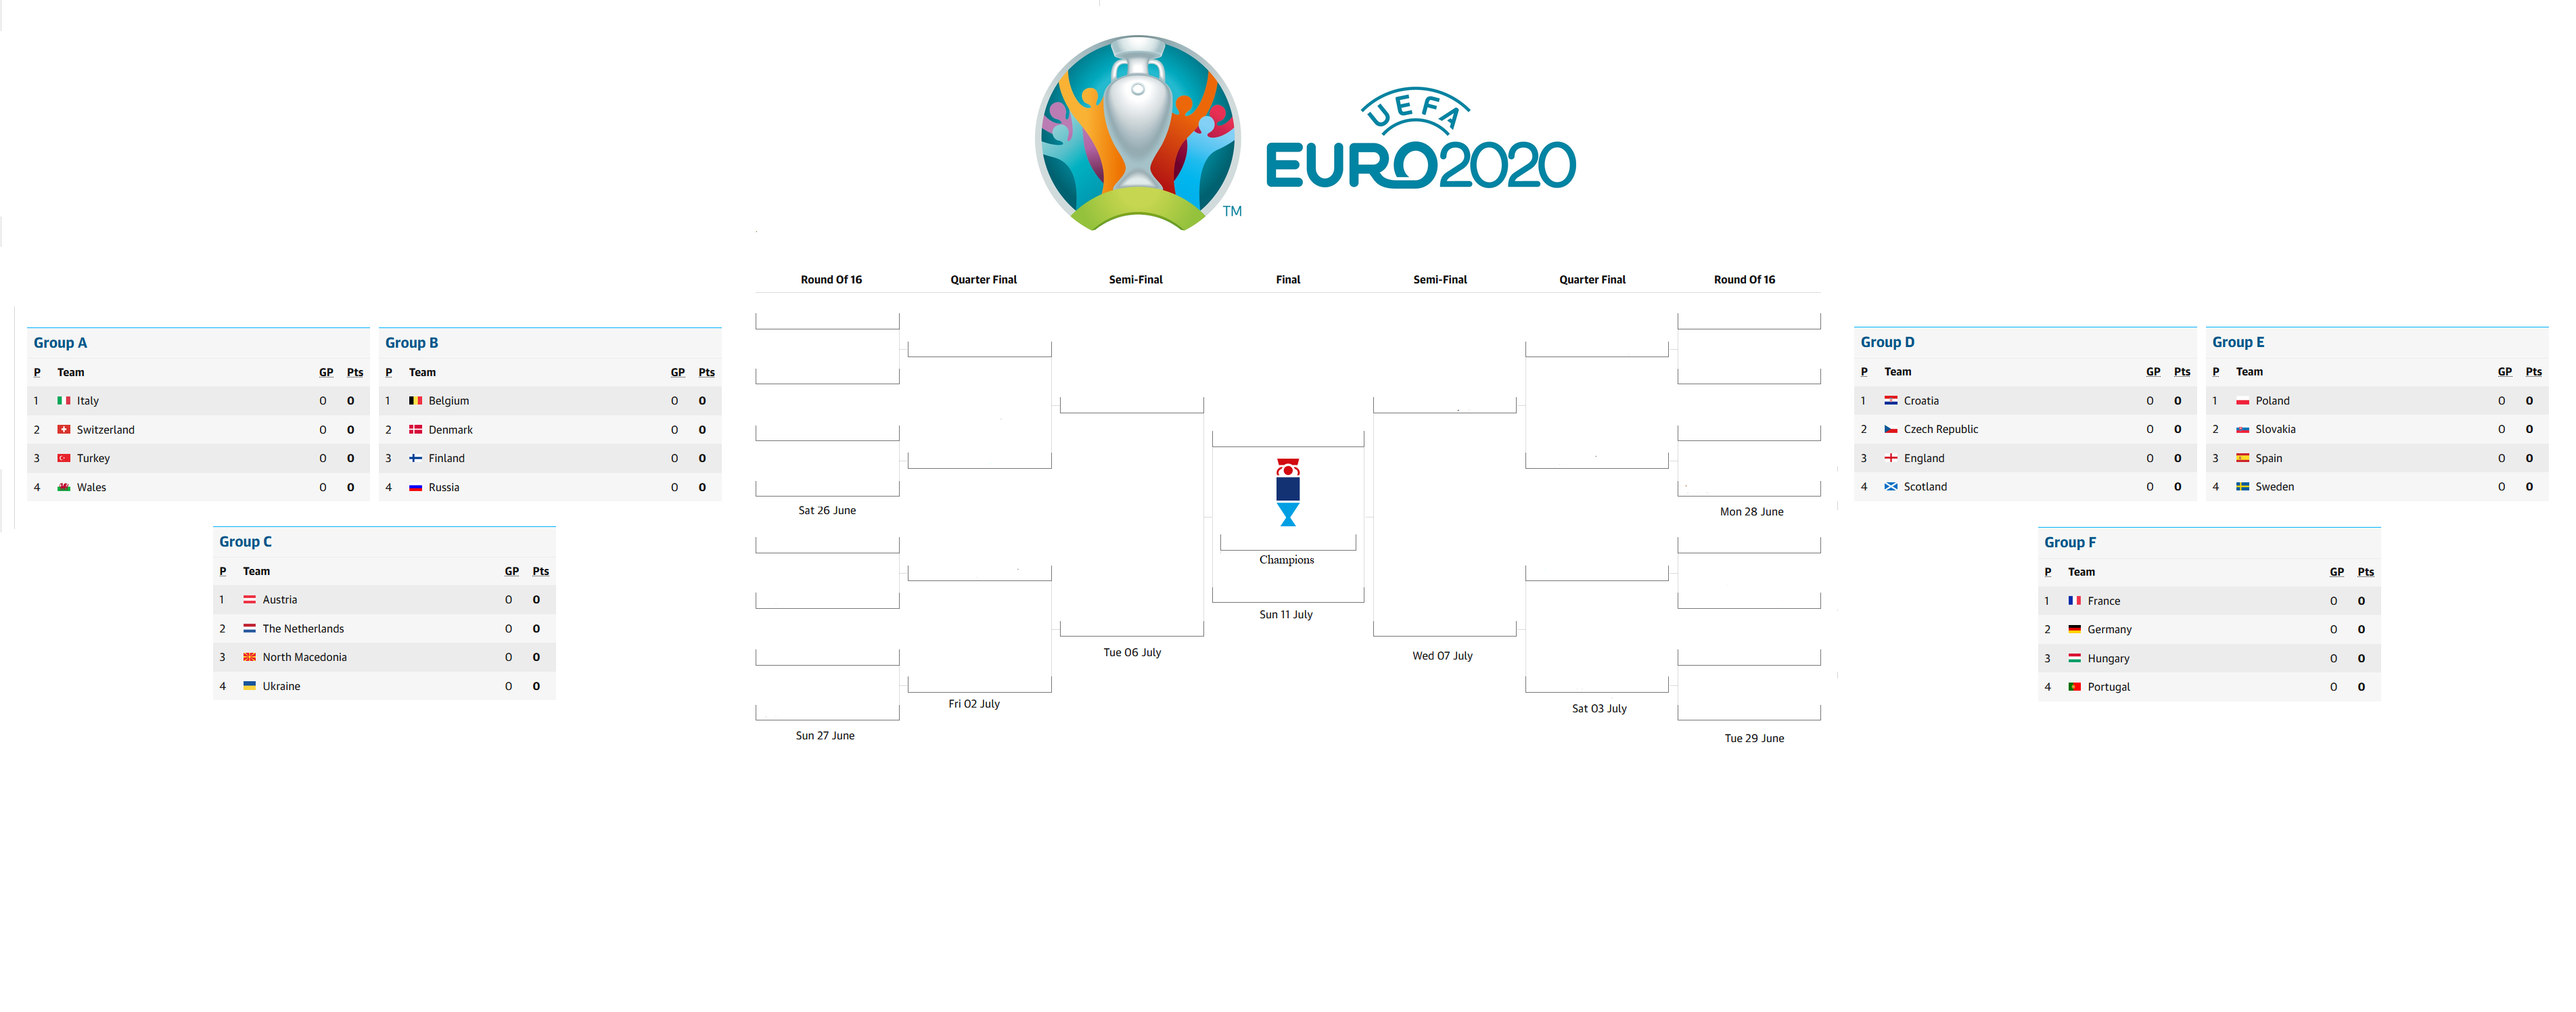 UEFA
EURO2020
TM
Round Of 16 Quarter Final Semi-Final Final Semi-Final Quarter Final Round Of 16
Group A
P Team GP Pts
1 Italy 0 0
2 Switzerland 0 0
3 Turkey 0 0
4 Wales 0 0
Group B
P Team GP Pts
1 Belgium 0 0
2 Denmark 0 0
3 Finland 0 0
4 Russia 0 0
Group C
P Team GP Pts
1 Austria 0 0
2 The Netherlands 0 0
3 North Macedonia 0 0
4 Ukraine 0 0
Sat 26 June
Sun 27 June
Fri 02 July
Tue 06 July
Champions
Sun 11 July
Wed 07 July
Sat 03 July
Mon 28 June
Tue 29 June
Group D
P Team GP Pts
1 Croatia 0 0
2 Czech Republic 0 0
3 England 0 0
4 Scotland 0 0
Group E
P Team GP Pts
1 Poland 0 0
2 Slovakia 0 0
3 Spain 0 0
4 Sweden 0 0
Group F
P Team GP Pts
1 France 0 0
2 Germany 0 0
3 Hungary 0 0
4 Portugal 0 0